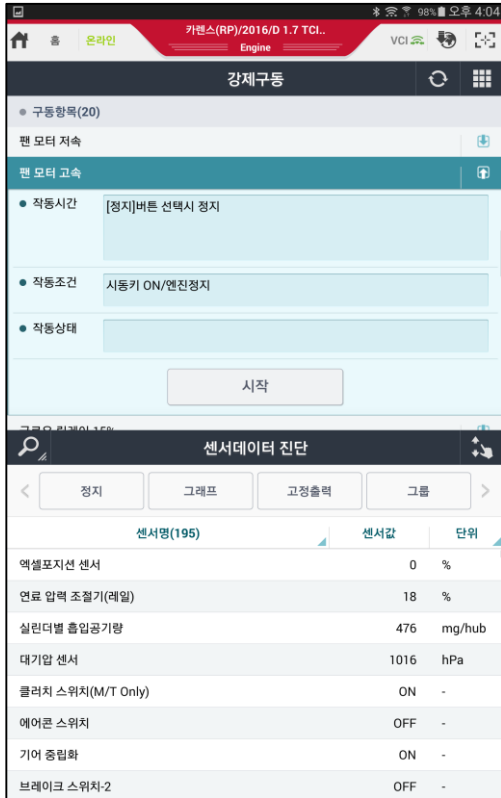 98% 오후 4:04
홈 온라인 카렌스(RP)/2016/D 1.7 TCI.. VCI
Engine
강제구동
구동항목(20)
팬 모터 저속
팬 모터 고속
작동시간 [정지]버튼 선택시 정지
작동조건 시동키 ON/엔진정지
작동상태
시작
센서데이터 진단
정지 그래프 고정출력 그룹
센서명(195) 센서값 단위
엑셀포지션 센서 0 %
연료 압력 조절기(레일) 18 %
실린더별 흡입공기량 476 mg/hub
대기압 센서 1016 hPa
클러치 스위치(M/T Only) ON -
에어콘 스위치 OFF -
기어 중립화 ON -
브레이크 스위치-2 OFF -